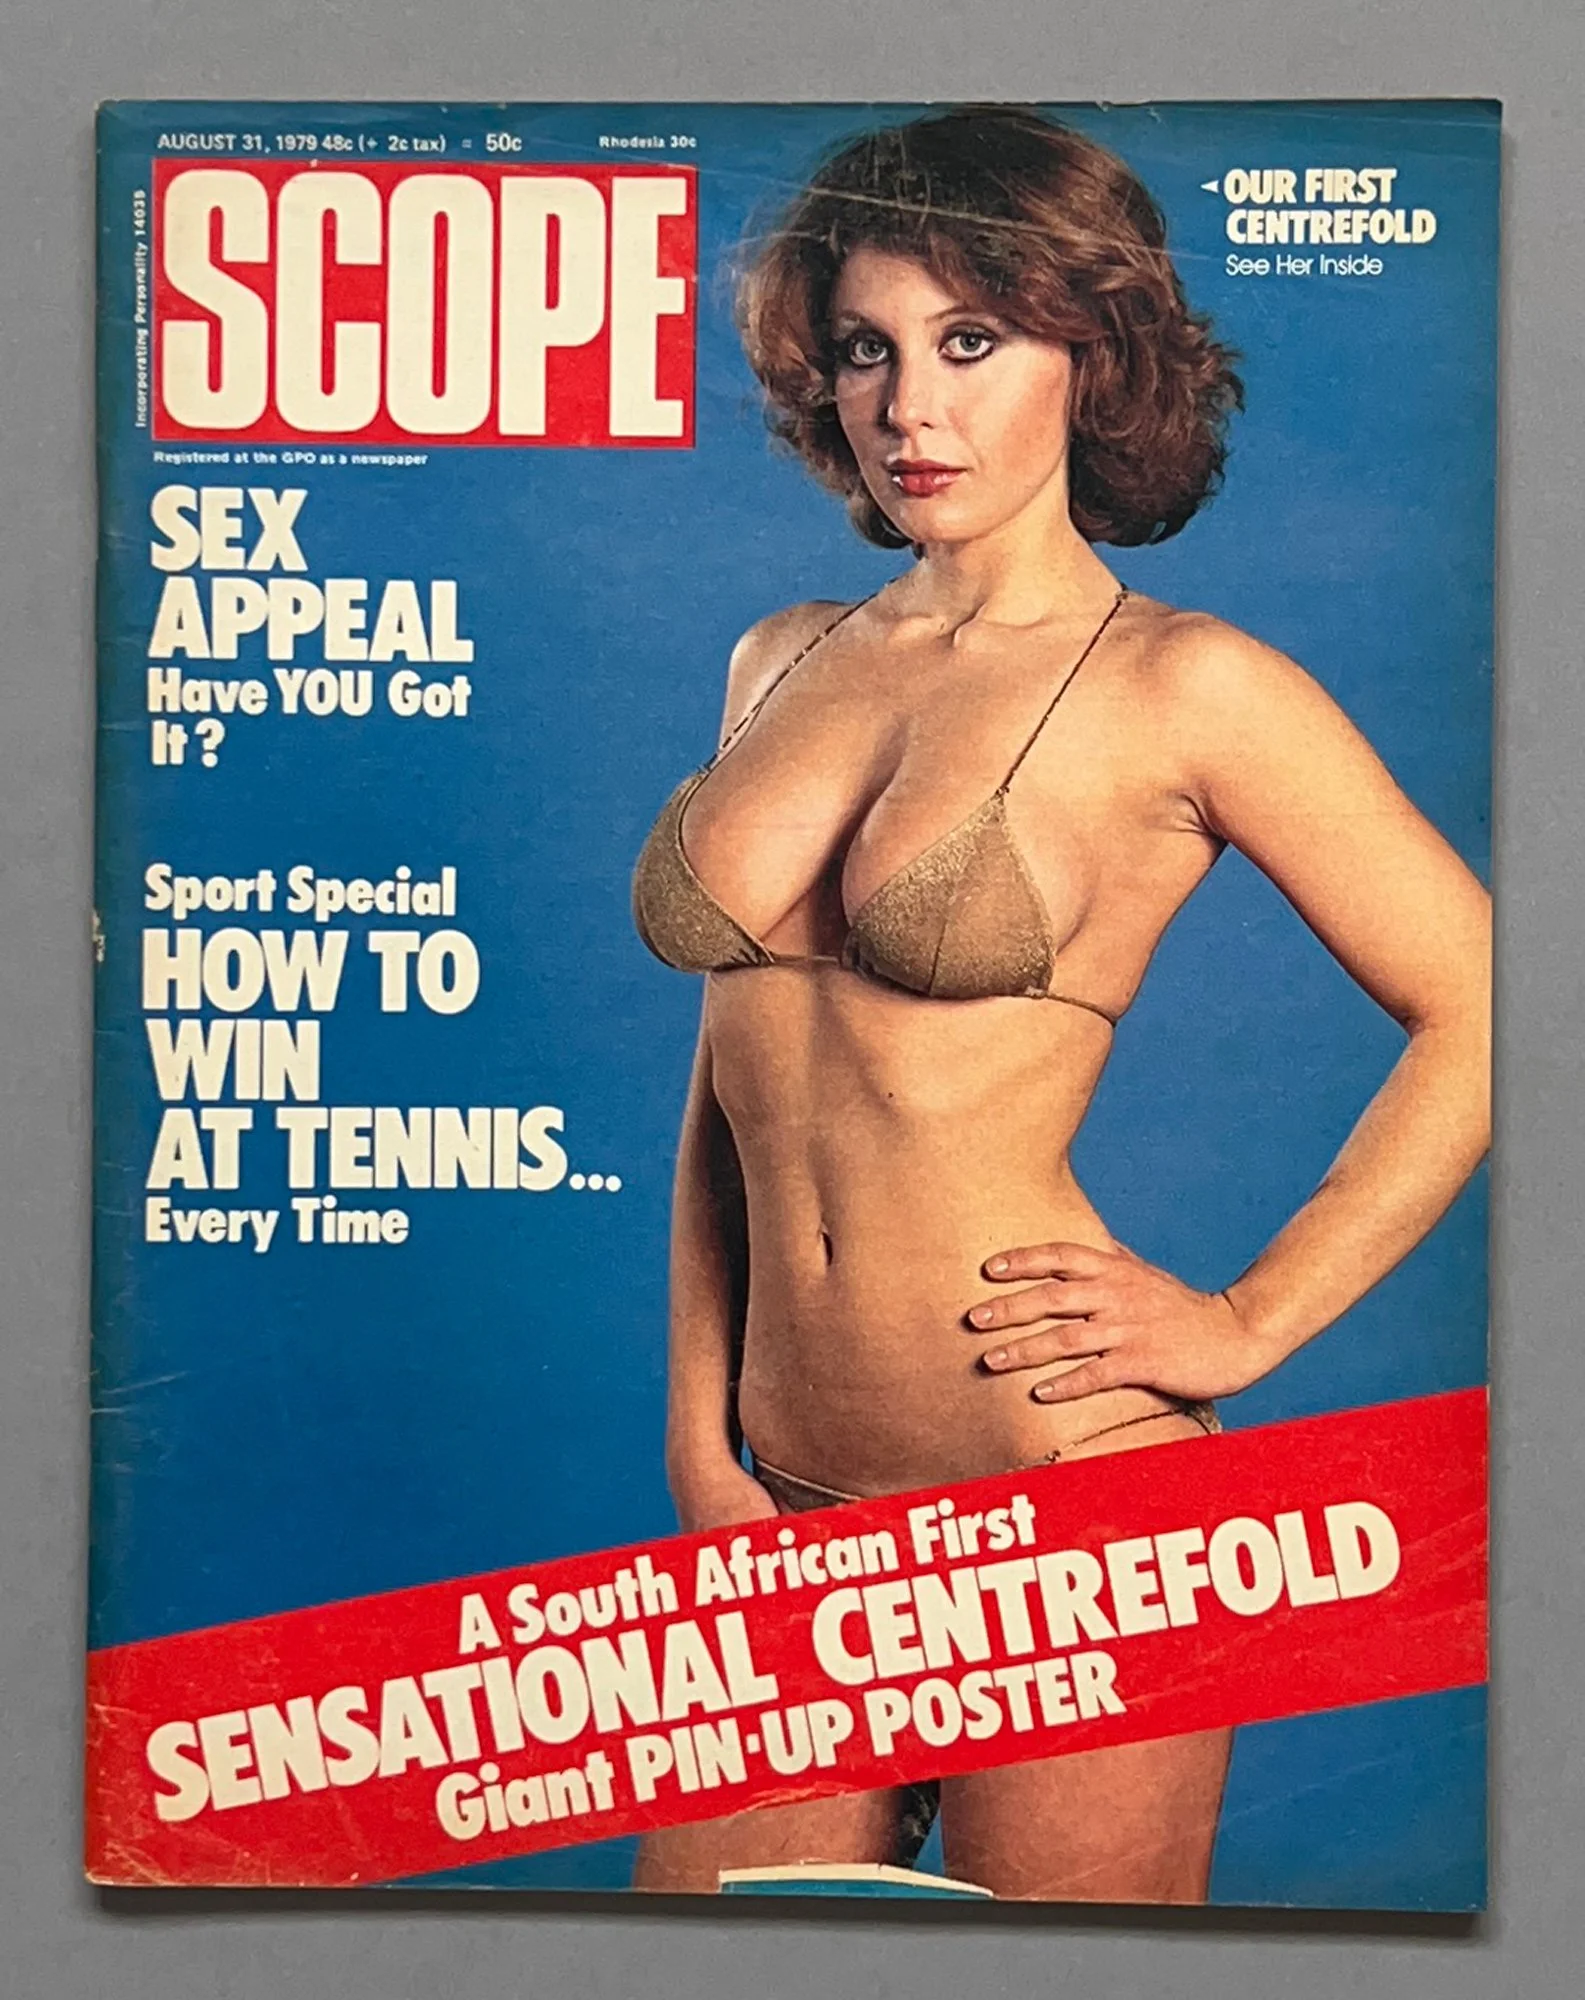 AUGUST 31, 1979 48c (+ 2c tax) = 50c
Rhodesia 30c
Incorporating Personality 14035
SCOPE
Registered at the GPO as a newspaper
OUR FIRST
CENTREFOLD
See Her Inside
SEX
APPEAL
Have YOU Got
It?
Sport Special
HOW TO
WIN
AT TENNIS...
Every Time
A South African First
SENSATIONAL CENTREFOLD
Giant PIN-UP POSTER